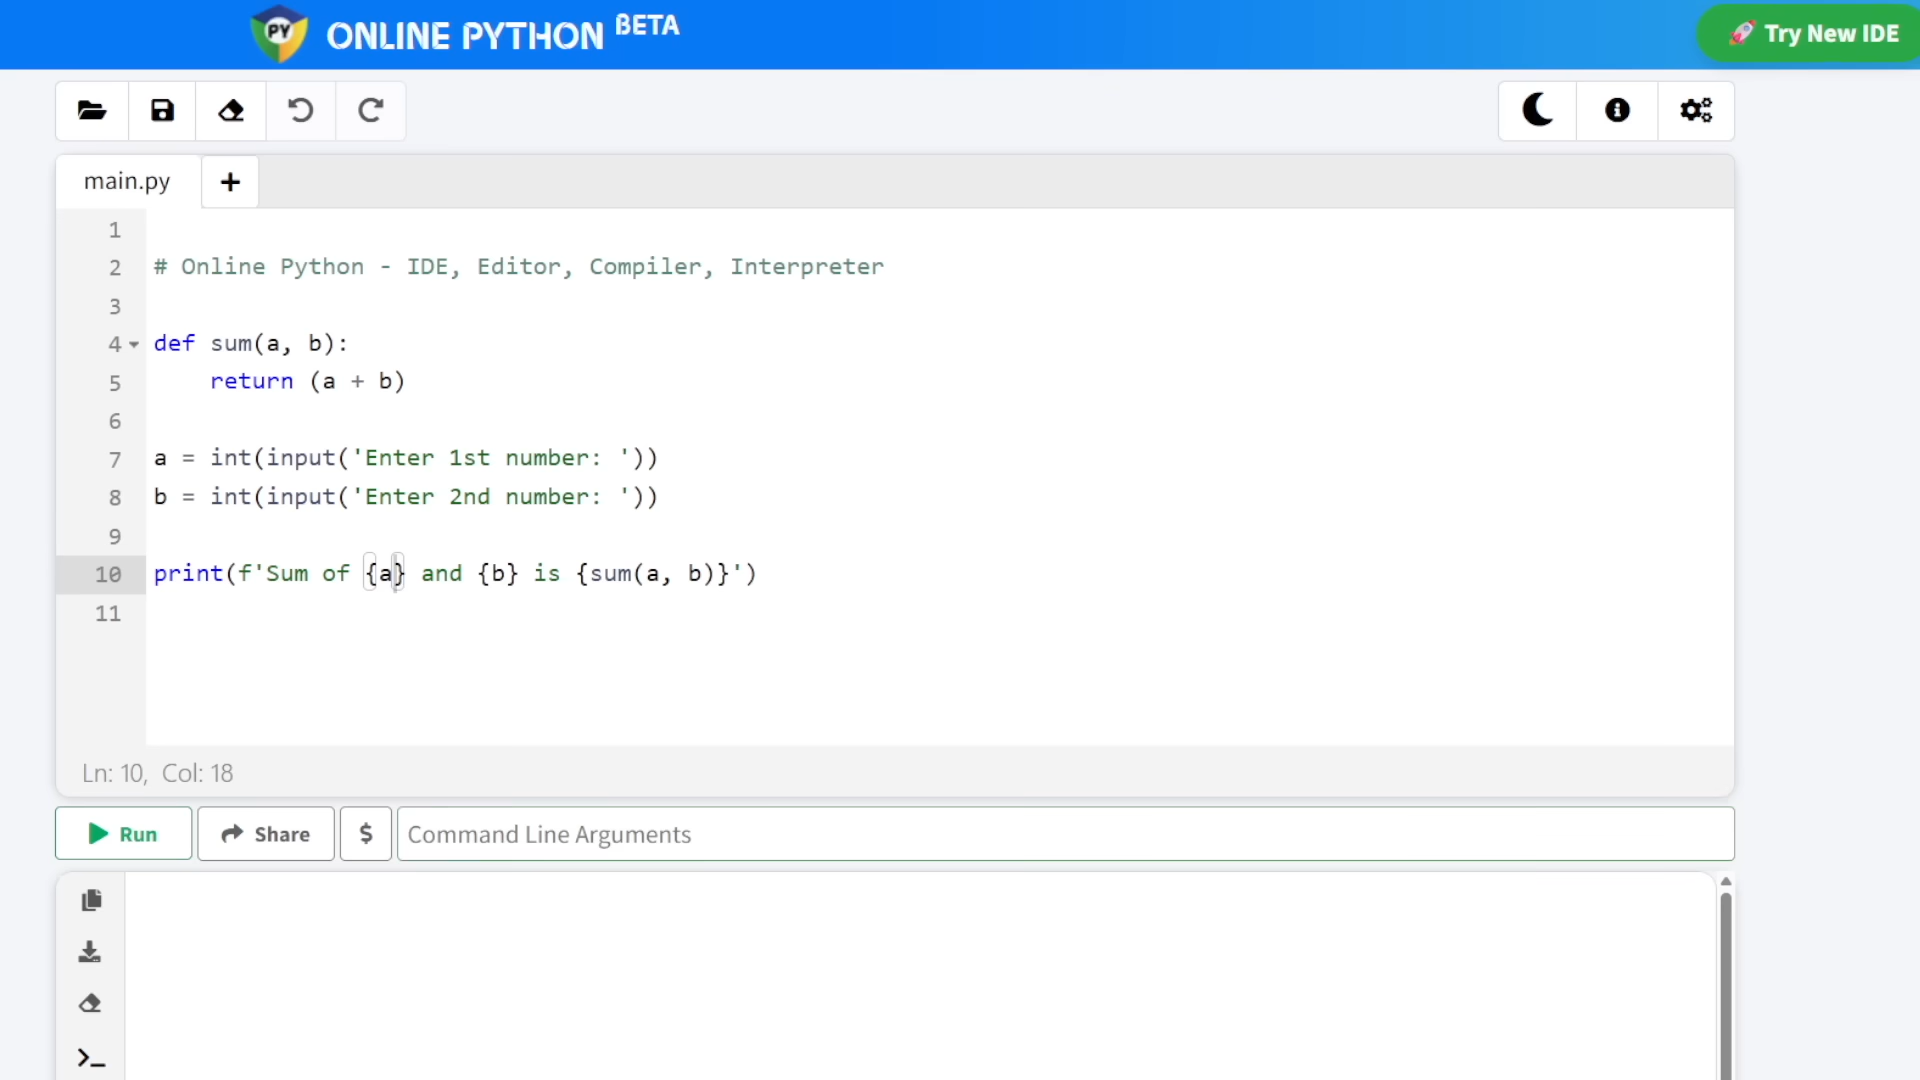 PY ONLINE PYTHON BETA
🚀 Try New IDE
main.py +
1
2 # Online Python - IDE, Editor, Compiler, Interpreter
3
4 def sum(a, b):
5     return (a + b)
6
7 a = int(input('Enter 1st number: '))
8 b = int(input('Enter 2nd number: '))
9
10 print(f'Sum of {a} and {b} is {sum(a, b)}')
11
Ln: 10, Col: 18
Run Share $ Command Line Arguments